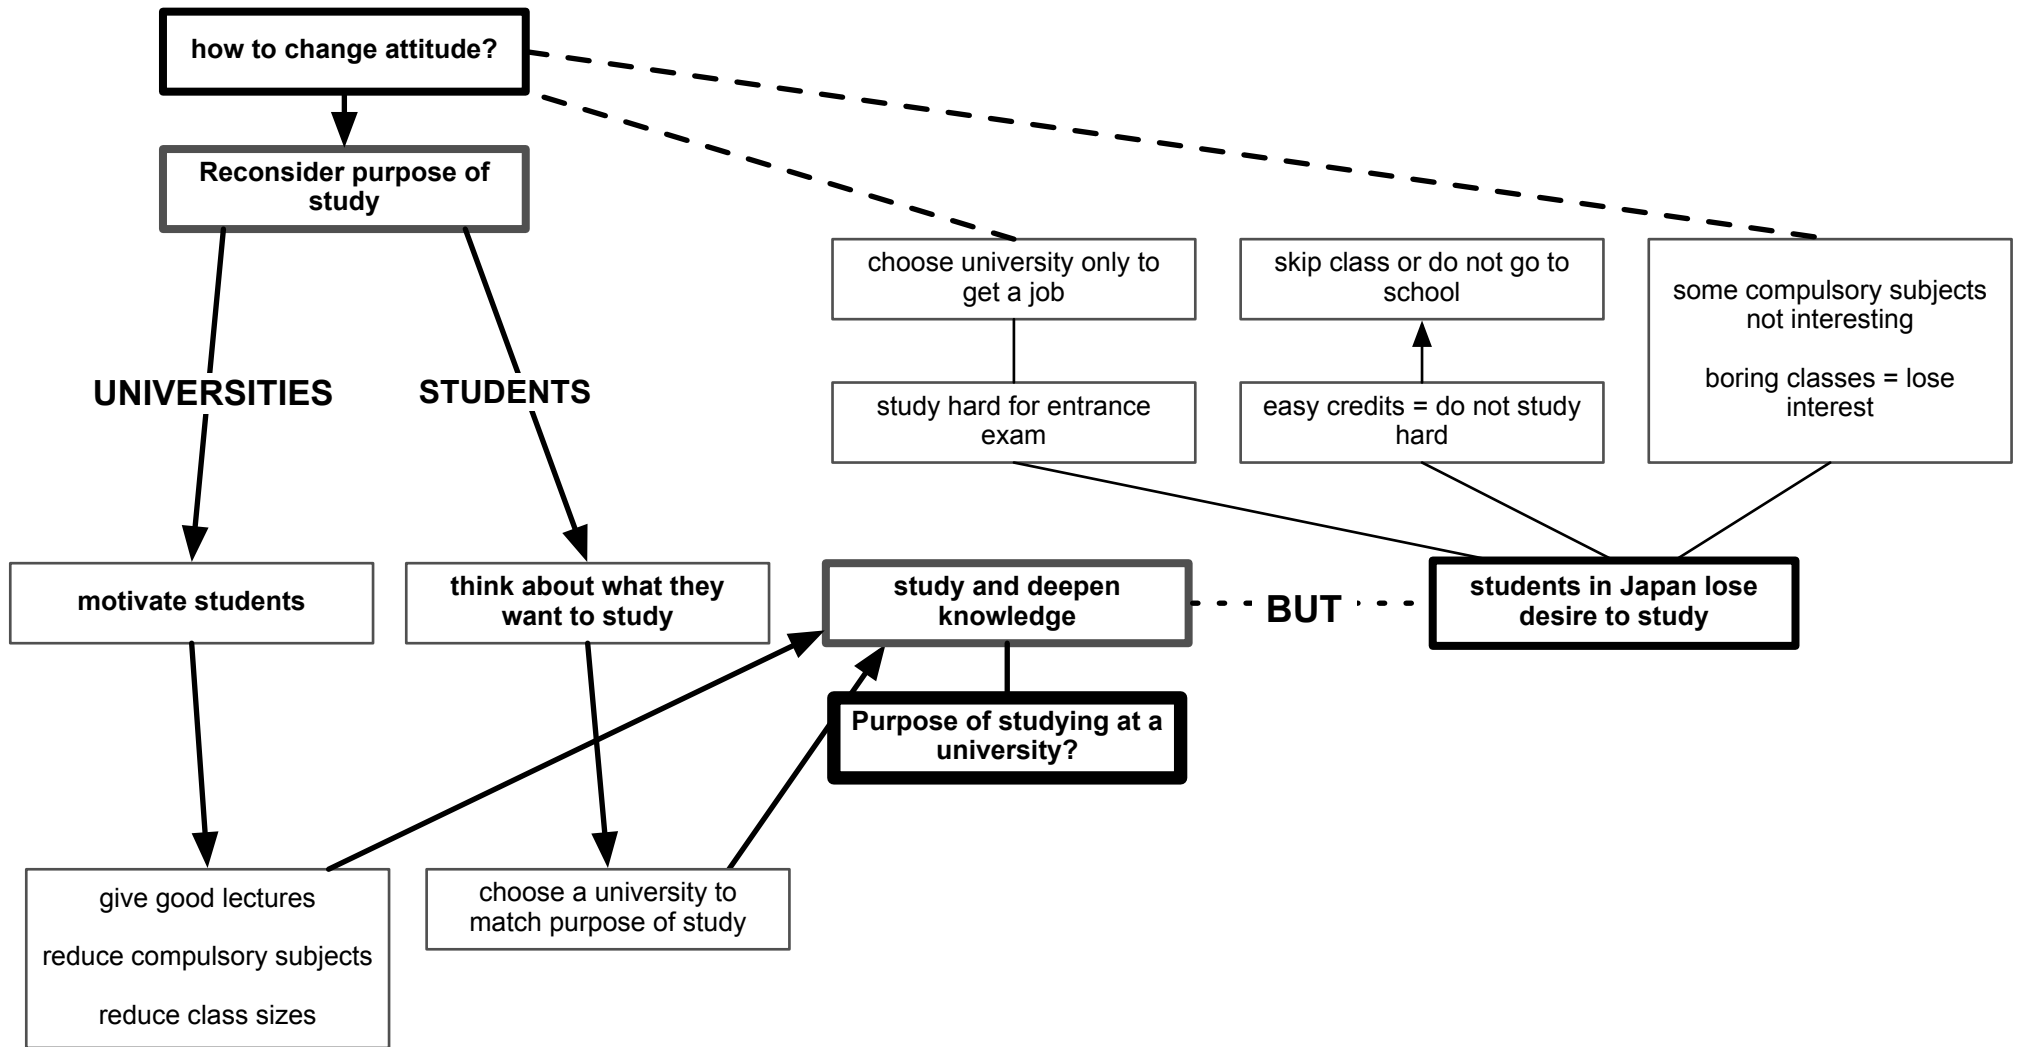 how to change attitude?
Reconsider purpose of
study
choose university only to
get a job
skip class or do not go to
school
some compulsory subjects
not interesting
boring classes = lose
interest
UNIVERSITIES
STUDENTS
study hard for entrance
exam
easy credits = do not study
hard
motivate students
think about what they
want to study
study and deepen
knowledge
BUT
students in Japan lose
desire to study
Purpose of studying at a
university?
give good lectures
reduce compulsory subjects
reduce class sizes
choose a university to
match purpose of study